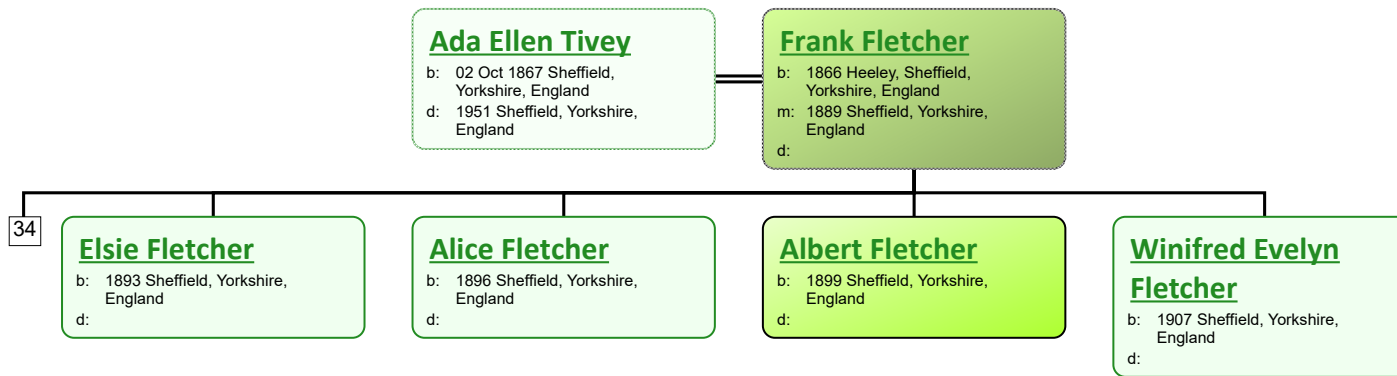 Ada Ellen Tivey
b: 02 Oct 1867 Sheffield,
Yorkshire, England
d: 1951 Sheffield, Yorkshire,
England
Frank Fletcher
b: 1866 Heeley, Sheffield,
Yorkshire, England
m: 1889 Sheffield, Yorkshire,
England
d:
34
Elsie Fletcher
b: 1893 Sheffield, Yorkshire,
England
d:
Alice Fletcher
b: 1896 Sheffield, Yorkshire,
England
d:
Albert Fletcher
b: 1899 Sheffield, Yorkshire,
England
d:
Winifred Evelyn
Fletcher
b: 1907 Sheffield, Yorkshire,
England
d: